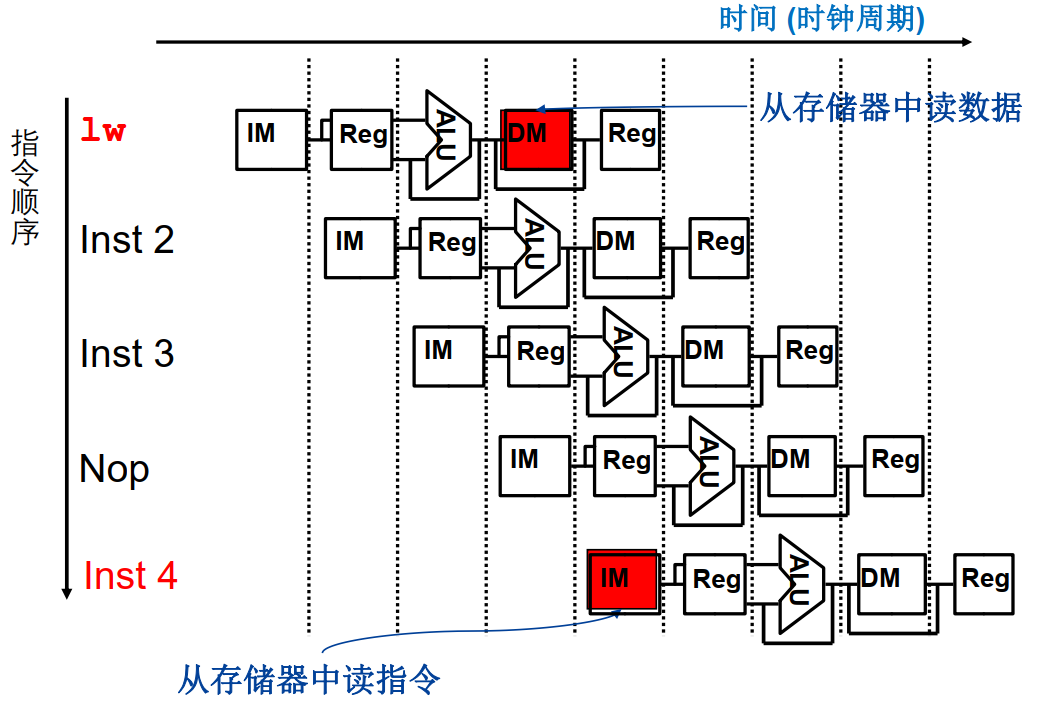 时间 (时钟周期)
指令顺序
lw
IM
Reg
ALU
DM
Reg
从存储器中读数据
Inst 2
IM
Reg
ALU
DM
Reg
Inst 3
IM
Reg
ALU
DM
Reg
Nop
IM
Reg
ALU
DM
Reg
Inst 4
IM
Reg
ALU
DM
Reg
从存储器中读指令